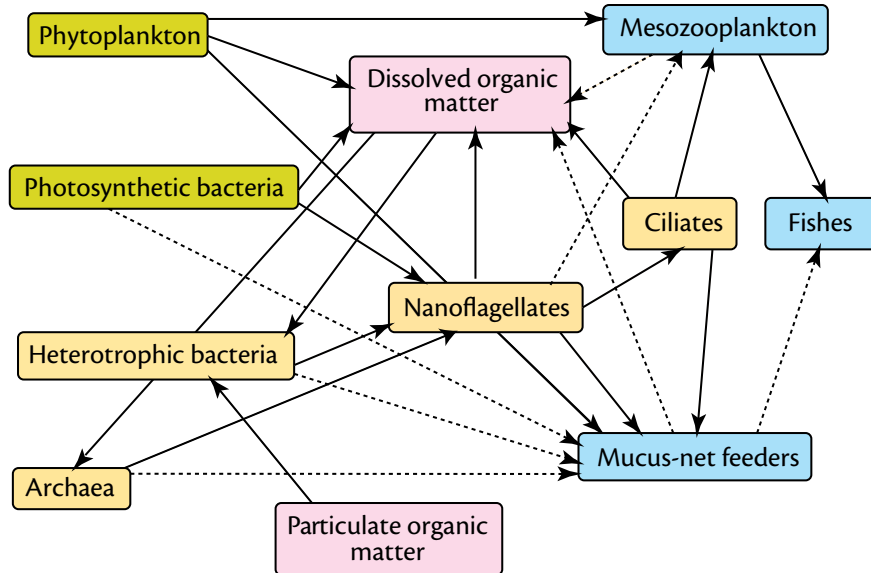 Phytoplankton
Mesozooplankton
Dissolved organic
matter
Photosynthetic bacteria
Ciliates
Fishes
Nanoflagellates
Heterotrophic bacteria
Mucus-net feeders
Archaea
Particulate organic
matter